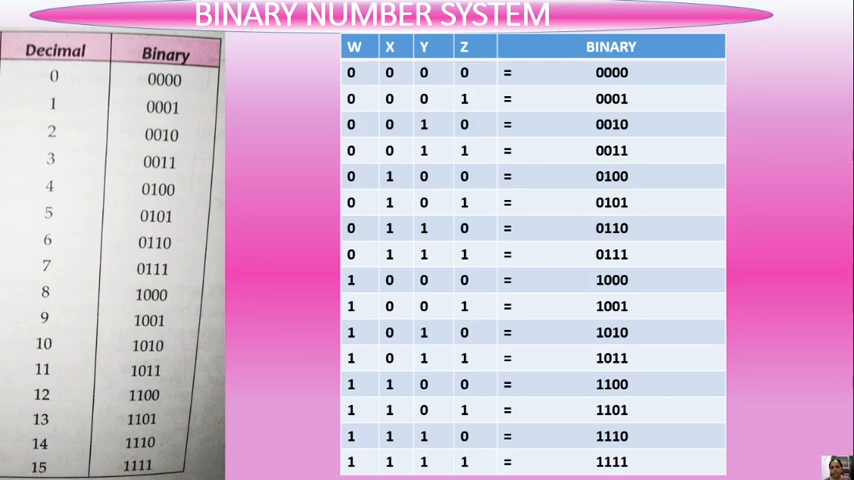 BINARY NUMBER SYSTEM
Decimal Binary
0 0000
1 0001
2 0010
3 0011
4 0100
5 0101
6 0110
7 0111
8 1000
9 1001
10 1010
11 1011
12 1100
13 1101
14 1110
15 1111
W X Y Z BINARY
0 0 0 0 = 0000
0 0 0 1 = 0001
0 0 1 0 = 0010
0 0 1 1 = 0011
0 1 0 0 = 0100
0 1 0 1 = 0101
0 1 1 0 = 0110
0 1 1 1 = 0111
1 0 0 0 = 1000
1 0 0 1 = 1001
1 0 1 0 = 1010
1 0 1 1 = 1011
1 1 0 0 = 1100
1 1 0 1 = 1101
1 1 1 0 = 1110
1 1 1 1 = 1111